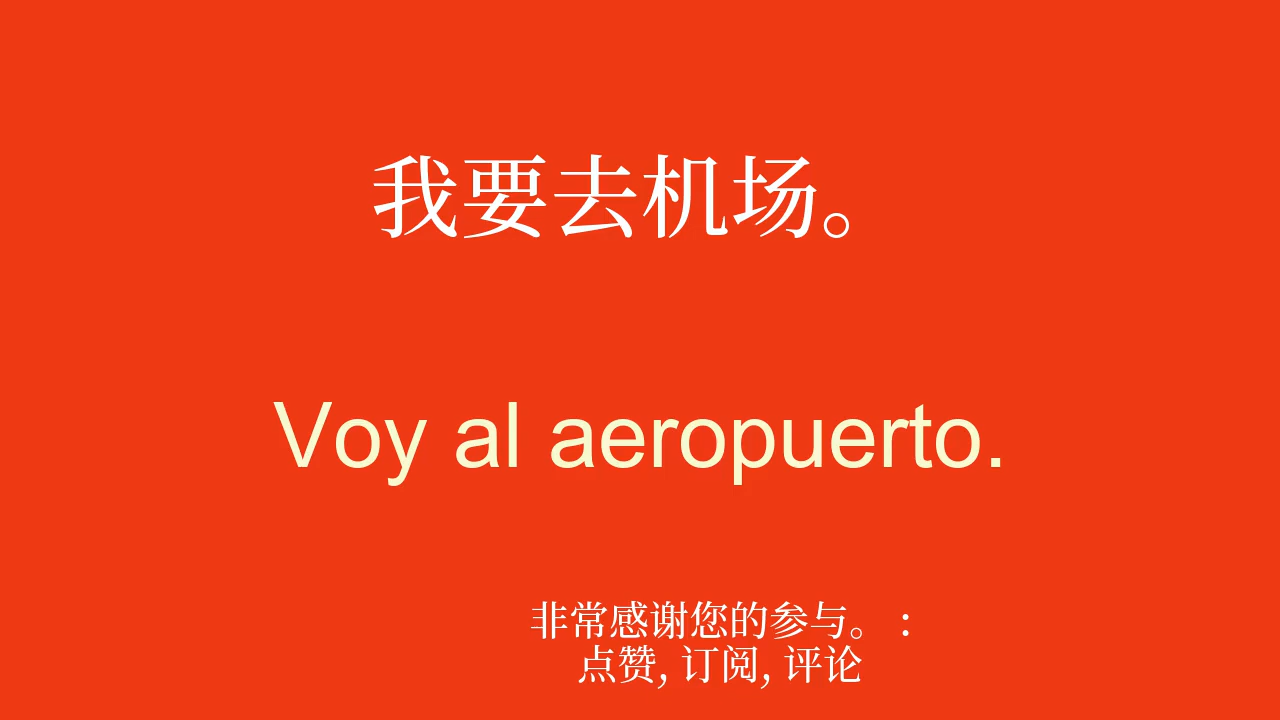 我要去机场。
Voy al aeropuerto.
非常感谢您的参与。 :
点赞, 订阅, 评论